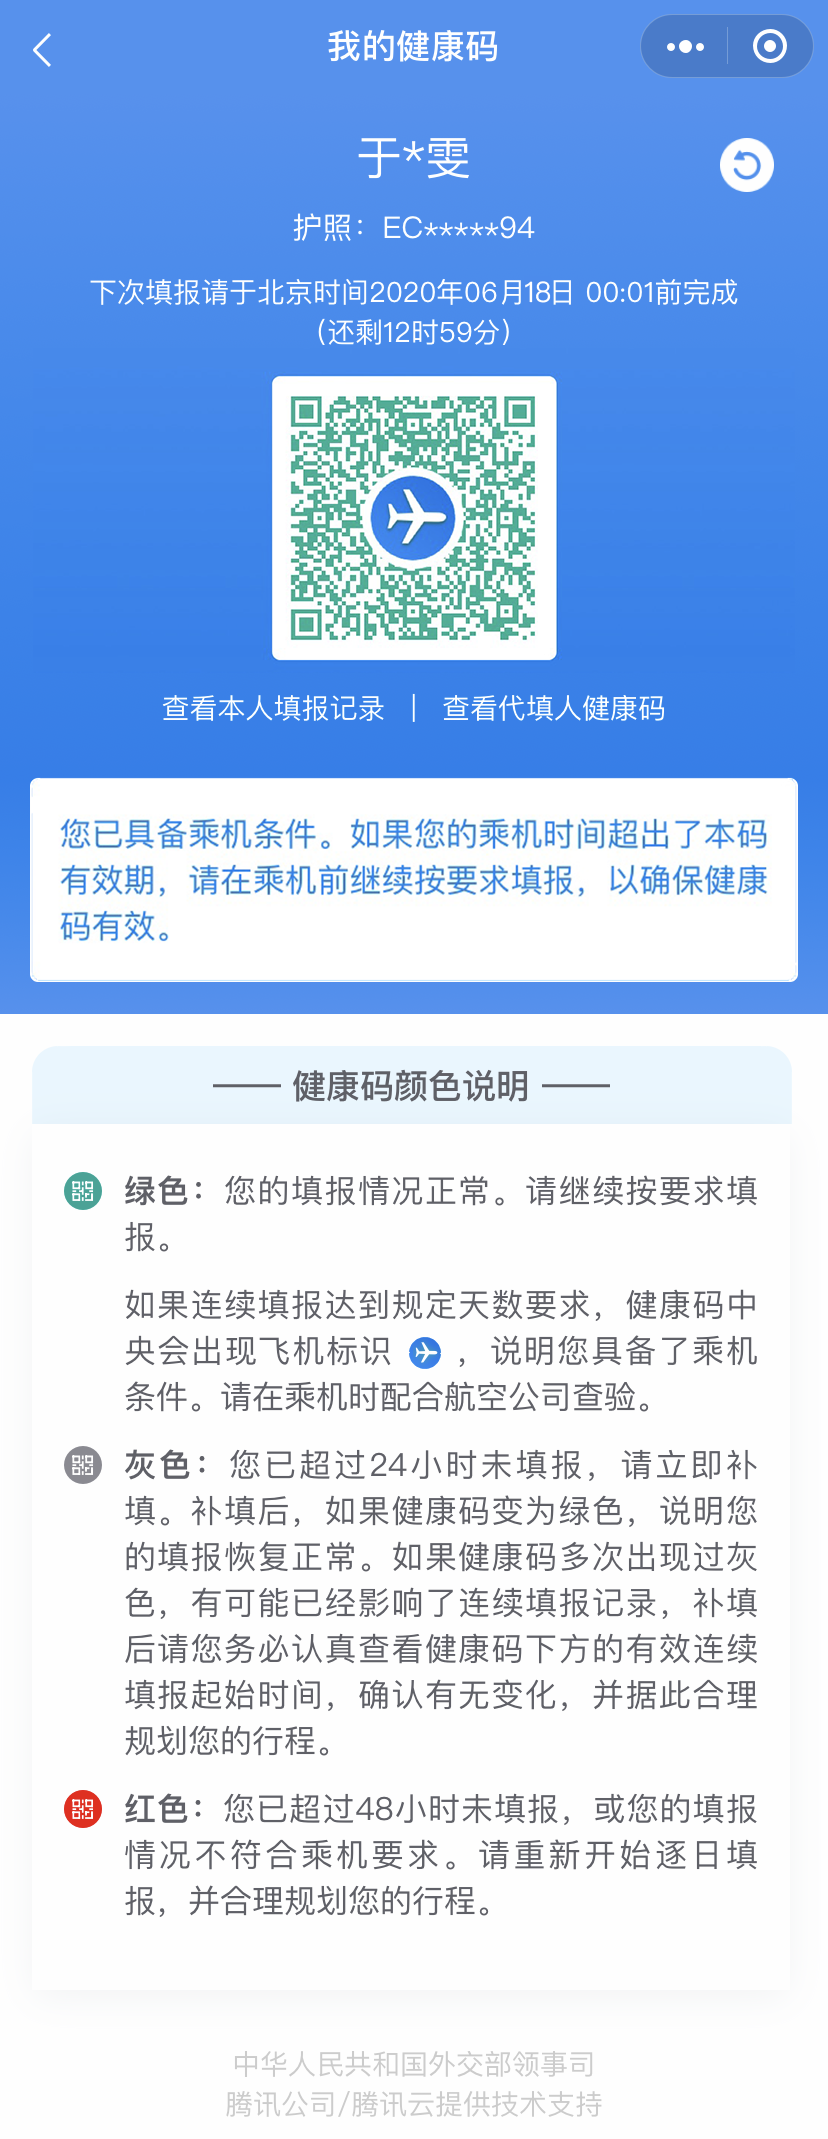 我的健康码
于*雯
护照：EC*****94
下次填报请于北京时间2020年06月18日 00:01前完成
（还剩12时59分）
查看本人填报记录 | 查看代填人健康码
您已具备乘机条件。如果您的乘机时间超出了本码
有效期，请在乘机前继续按要求填报，以确保健康
码有效。
健康码颜色说明
绿色：您的填报情况正常。请继续按要求填
报。
如果连续填报达到规定天数要求，健康码中
央会出现飞机标识 ，说明您具备了乘机
条件。请在乘机时配合航空公司查验。
灰色：您已超过24小时未填报，请立即补
填。补填后，如果健康码变为绿色，说明您
的填报恢复正常。如果健康码多次出现过灰
色，有可能已经影响了连续填报记录，补填
后请您务必认真查看健康码下方的有效连续
填报起始时间，确认有无变化，并据此合理
规划您的行程。
红色：您已超过48小时未填报，或您的填报
情况不符合乘机要求。请重新开始逐日填
报，并合理规划您的行程。
中华人民共和国外交部领事司
腾讯公司/腾讯云提供技术支持